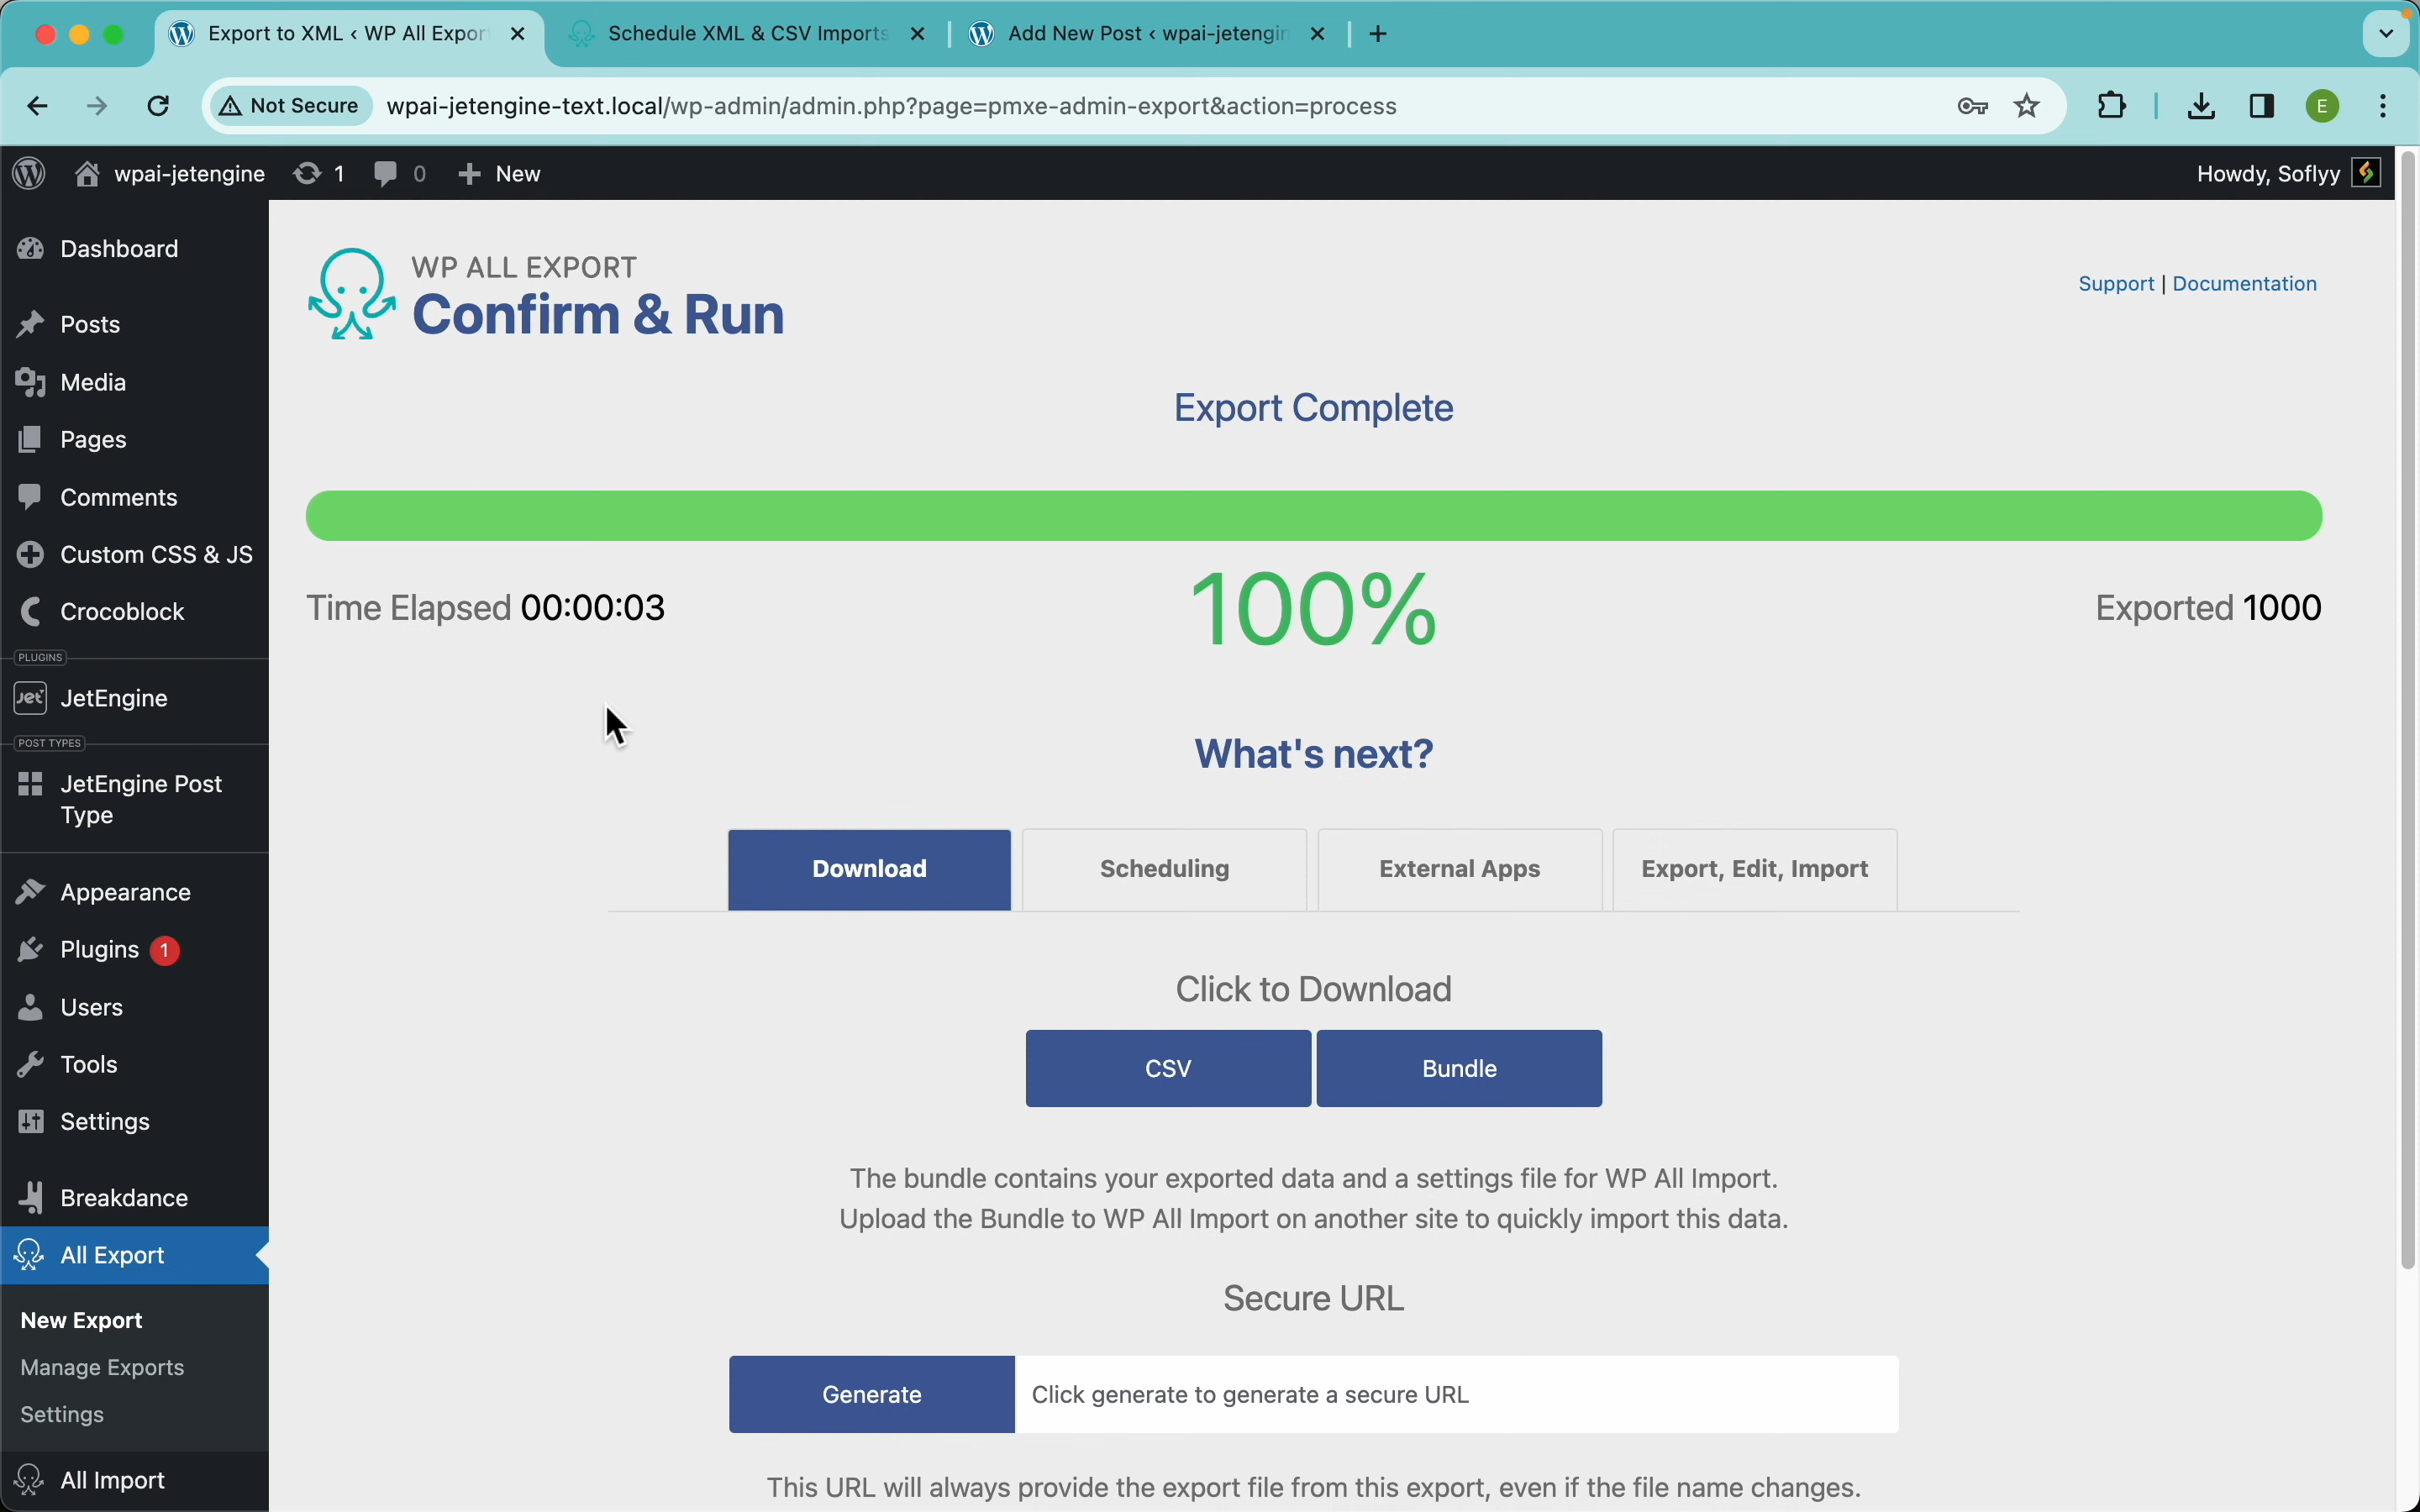 Export to XML ‹ WP All Expor
Schedule XML & CSV Imports
Add New Post ‹ wpai-jetengin
Not Secure
wpai-jetengine-text.local/wp-admin/admin.php?page=pmxe-admin-export&action=process
E
wpai-jetengine
1
0
New
Howdy, Soflyy
Dashboard
Posts
Media
Pages
Comments
Custom CSS & JS
Crocoblock
PLUGINS
Jet
JetEngine
POST TYPES
JetEngine Post
Type
Appearance
Plugins 1
Users
Tools
Settings
Breakdance
All Export
New Export
Manage Exports
Settings
All Import
WP ALL EXPORT
Confirm & Run
Support | Documentation
Export Complete
Time Elapsed 00:00:03
100%
Exported 1000
What's next?
Download
Scheduling
External Apps
Export, Edit, Import
Click to Download
CSV
Bundle
The bundle contains your exported data and a settings file for WP All Import.
Upload the Bundle to WP All Import on another site to quickly import this data.
Secure URL
Generate
Click generate to generate a secure URL
This URL will always provide the export file from this export, even if the file name changes.